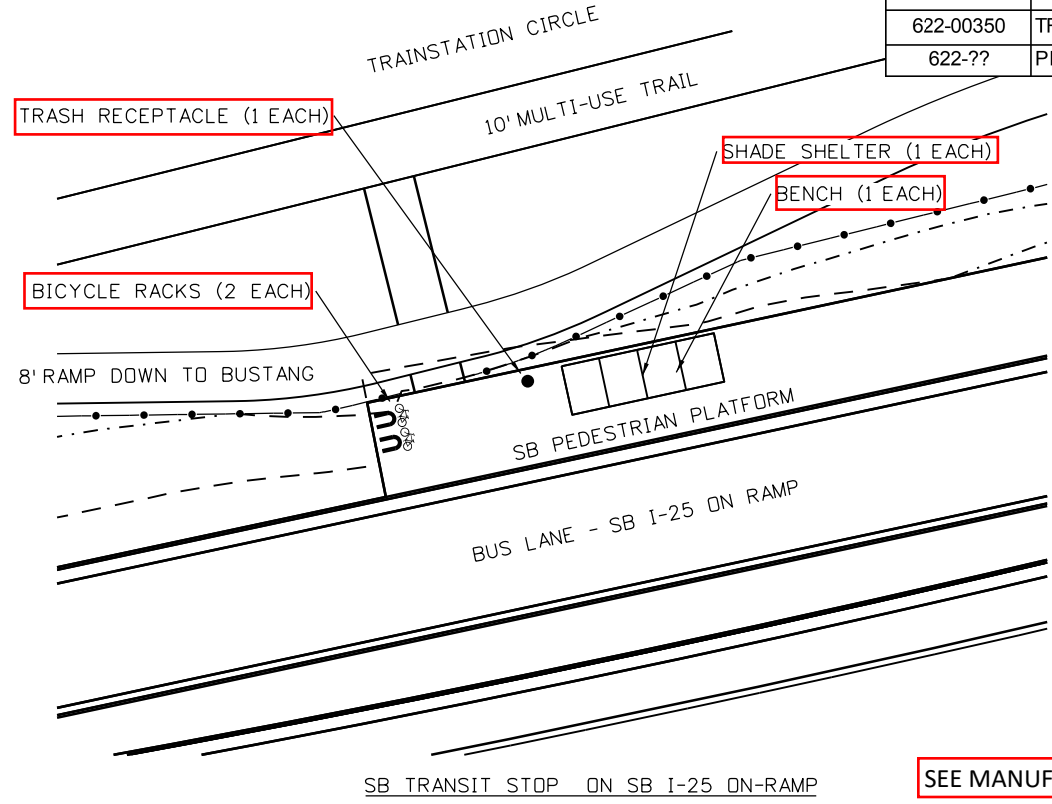 622-00350
622-??
TRAINSTATION CIRCLE
10' MULTI-USE TRAIL
TRASH RECEPTACLE (1 EACH)
SHADE SHELTER (1 EACH)
BENCH (1 EACH)
BICYCLE RACKS (2 EACH)
8' RAMP DOWN TO BUSTANG
SB PEDESTRIAN PLATFORM
BUS LANE - SB I-25 ON RAMP
SB TRANSIT STOP ON SB I-25 ON-RAMP
SEE MANUF